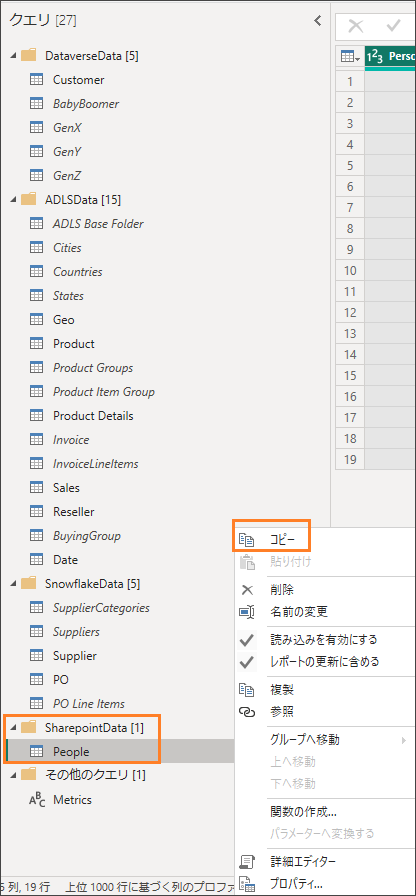 クエリ [27]
DataverseData [5]
Customer
BabyBoomer
GenX
GenY
GenZ
ADLSData [15]
ADLS Base Folder
Cities
Countries
States
Geo
Product
Product Groups
Product Item Group
Product Details
Invoice
InvoiceLineItems
Sales
Reseller
BuyingGroup
Date
SnowflakeData [5]
SupplierCategories
Suppliers
Supplier
PO
PO Line Items
SharepointData [1]
People
その他のクエリ [1]
ABC Metrics
5 列, 19 行 上位 1000 行に基づく列のプロファ
123 Perso
1
2
3
4
5
6
7
8
9
10
11
12
13
14
15
16
17
18
19
コピー
貼り付け
削除
名前の変更
読み込みを有効にする
レポートの更新に含める
複製
参照
グループへ移動
上へ移動
下へ移動
関数の作成...
パラメーターへ変換する
詳細エディター
プロパティ...